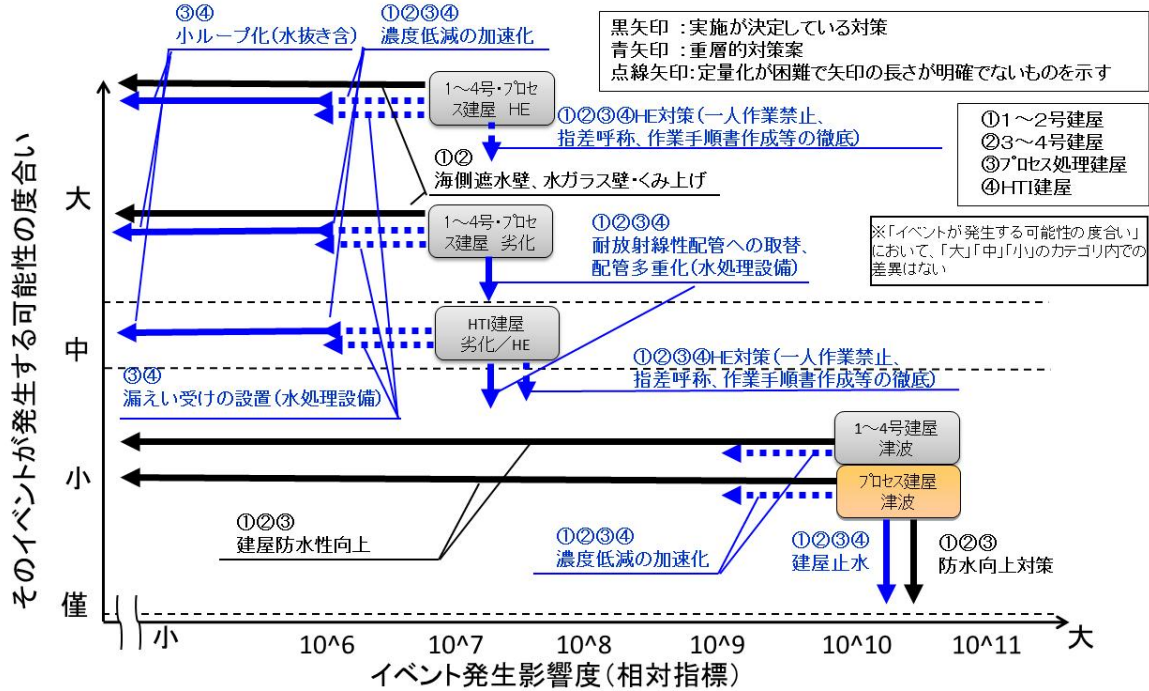 ③④
小ループ化（水抜き含）
①②③④
濃度低減の加速化
黒矢印 ：実施が決定している対策
青矢印 ：重層的対策案
点線矢印：定量化が困難で矢印の長さが明確でないものを示す
1～4号・プロセ
ス建屋 HE
①②③④HE対策（一人作業禁止、
指差呼称、作業手順書作成等の徹底）
①１～２号建屋
②３～４号建屋
③プロセス処理建屋
④HTI建屋
①②
海側遮水壁、水ガラス壁・くみ上げ
1～4号・プロセ
ス建屋 劣化
①②③④
耐放射線性配管への取替、
配管多重化（水処理設備）
※「イベントが発生する可能性の度合い」
において、「大」「中」「小」のカテゴリ内での
差異はない
HTI建屋
劣化／HE
①②③④HE対策（一人作業禁止、
指差呼称、作業手順書作成等の徹底）
③④
漏えい受けの設置（水処理設備）
1～4号建屋
津波
プロセス建屋
津波
①②③
建屋防水性向上
①②③④
濃度低減の加速化
①②③④
建屋止水
①②③
防水向上対策
そのイベントが発生する可能性の度合い
大
中
小
僅
小 10^6 10^7 10^8 10^9 10^10 10^11 大
イベント発生影響度（相対指標）